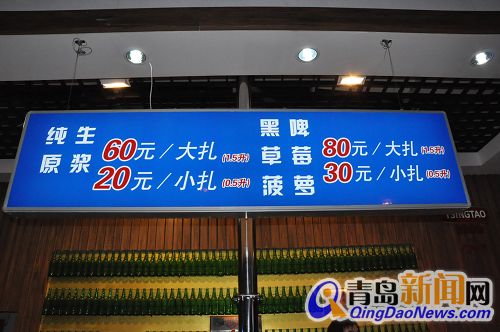 纯生
原浆
60元／大扎(1.5升)
20元／小扎(0.5升)
黑啤
草莓
菠萝
80元／大扎(1.5升)
30元／小扎(0.5升)
TSINGTAO
青岛新闻网
QingDaoNews.com